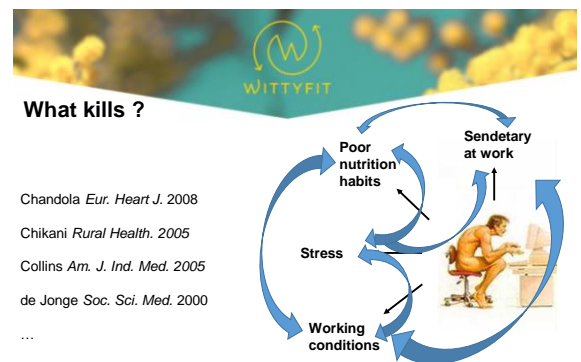 WITTYFIT
What kills ?
Poor
nutrition
habits
Sendetary
at work
Chandola Eur. Heart J. 2008
Chikani Rural Health. 2005
Collins Am. J. Ind. Med. 2005
de Jonge Soc. Sci. Med. 2000
…
Stress
Working
conditions